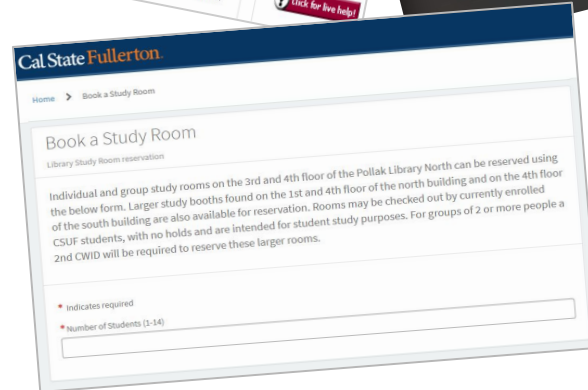 Click for live help!
Cal State Fullerton.
Home > Book a Study Room
Book a Study Room
Library Study Room reservation
Individual and group study rooms on the 3rd and 4th floor of the Pollak Library North can be reserved using
the below form. Larger study booths found on the 1st and 4th floor of the north building and on the 4th floor
of the south building are also available for reservation. Rooms may be checked out by currently enrolled
CSUF students, with no holds and are intended for student study purposes. For groups of 2 or more people a
2nd CWID will be required to reserve these larger rooms.
* Indicates required
* Number of Students (1-14)